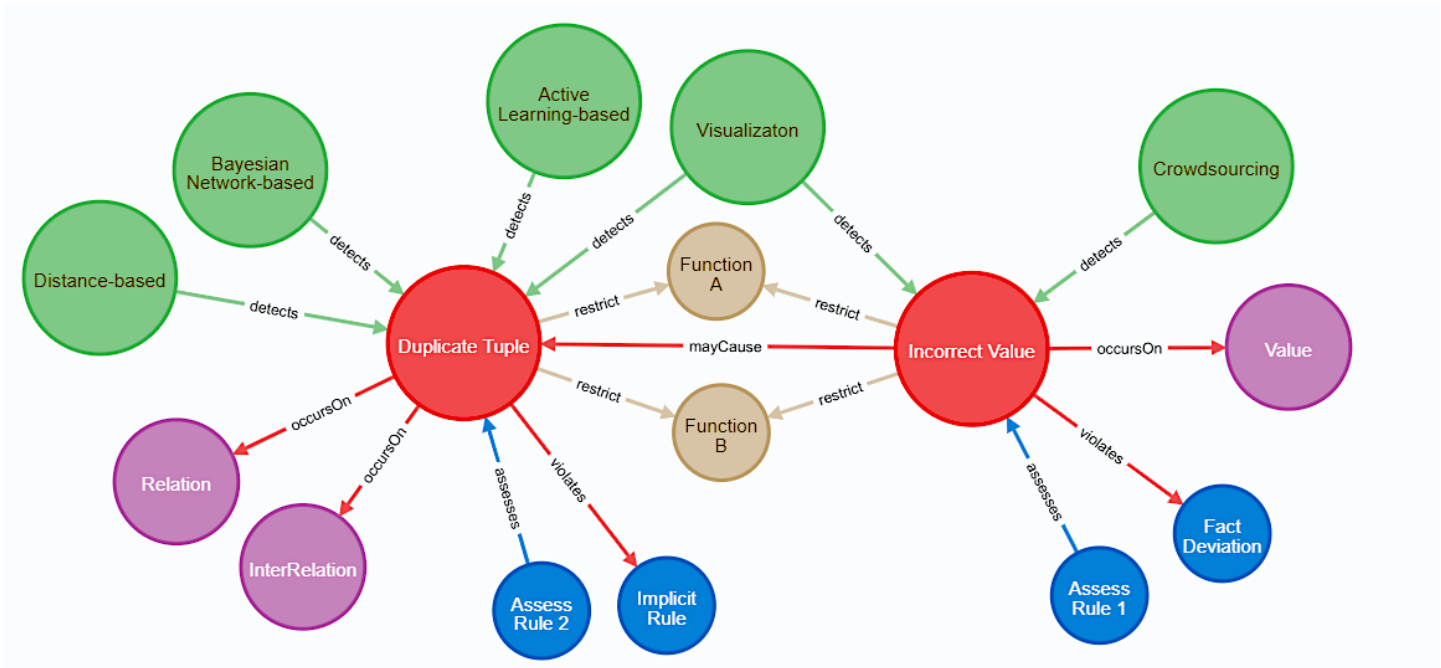 Active
Learning-based
Visualizaton
Bayesian
Network-based
Crowdsourcing
Distance-based
detects
detects
detects
detects
detects
detects
Function
A
restrict
restrict
Duplicate Tuple
mayCause
Incorrect Value
occursOn
Value
restrict
restrict
Function
B
occursOn
occursOn
violates
assesses
violates
assesses
Relation
InterRelation
Assess
Rule 2
Implicit
Rule
Assess
Rule 1
Fact
Deviation